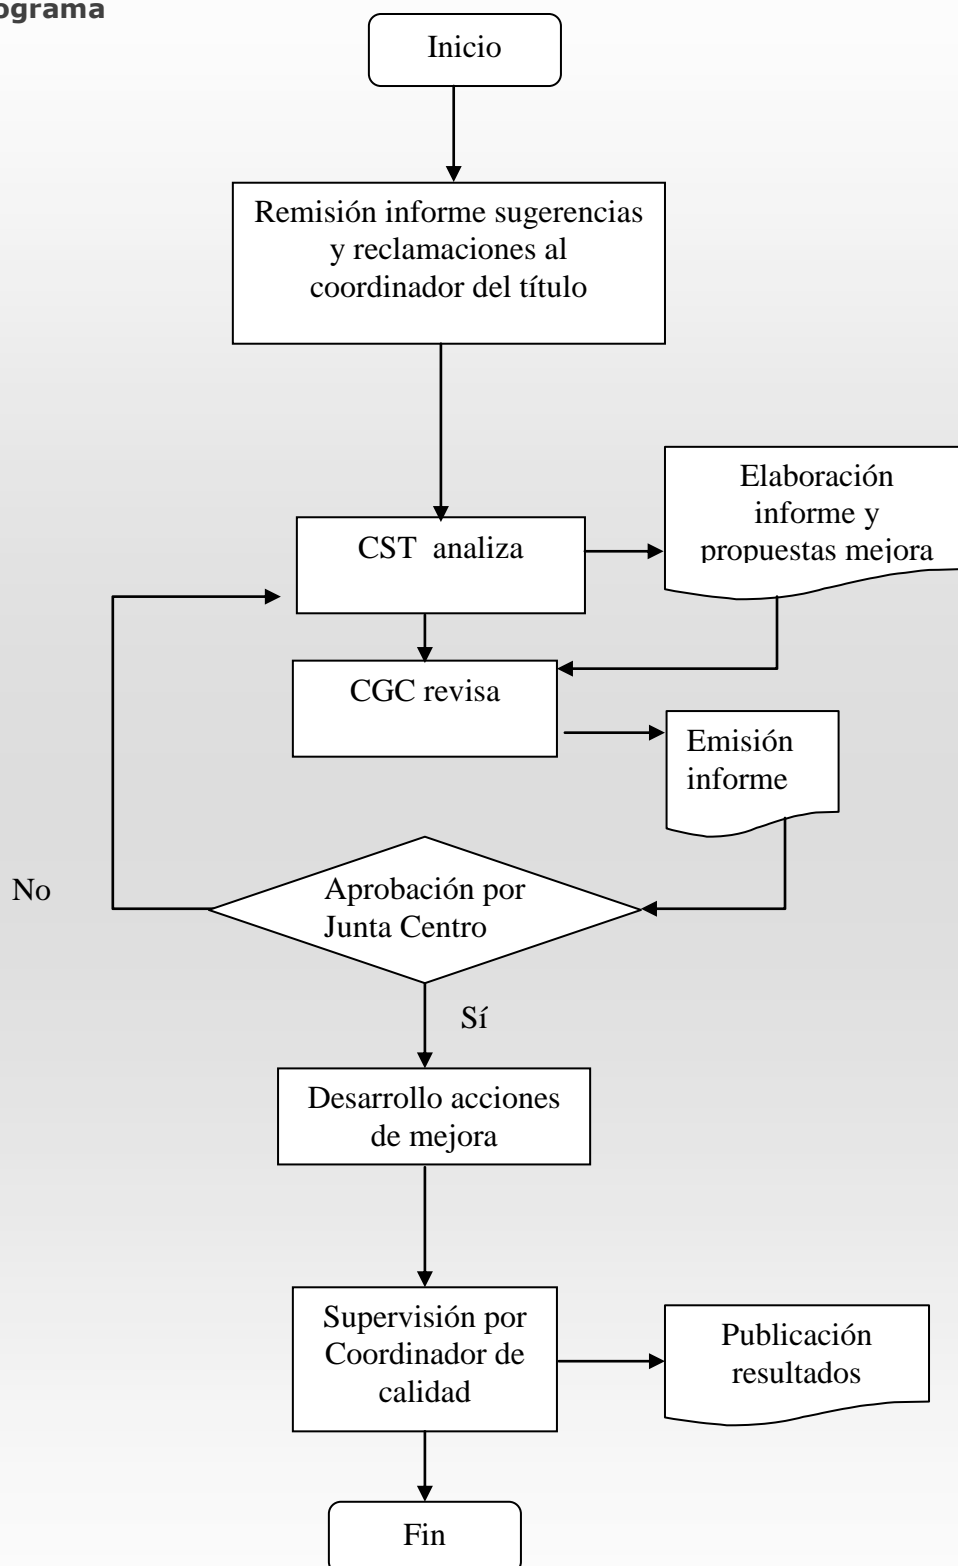 ograma
Inicio
Remisión informe sugerencias
y reclamaciones al
coordinador del título
Elaboración
informe y
propuestas mejora
CST analiza
CGC revisa
Emisión
informe
No
Aprobación por
Junta Centro
Sí
Desarrollo acciones
de mejora
Supervisión por
Coordinador de
calidad
Publicación
resultados
Fin